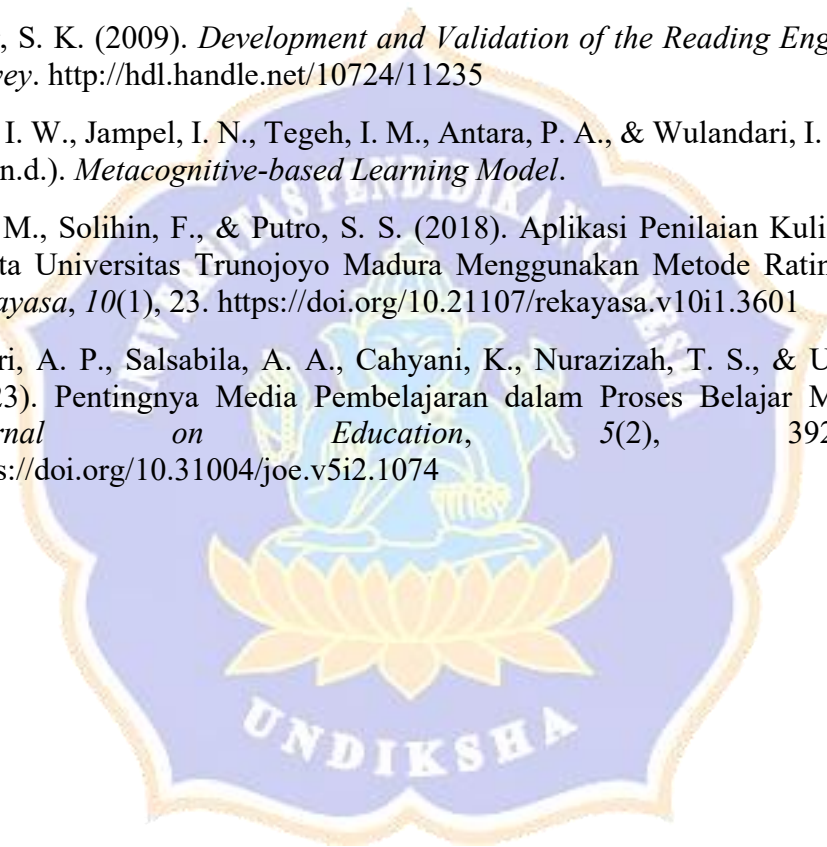 , S. K. (2009). Development and Validation of the Reading Eng
vey. http://hdl.handle.net/10724/11235
I. W., Jampel, I. N., Tegeh, I. M., Antara, P. A., & Wulandari, I.
n.d.). Metacognitive-based Learning Model.
M., Solihin, F., & Putro, S. S. (2018). Aplikasi Penilaian Kuli
ta Universitas Trunojoyo Madura Menggunakan Metode Ratin
ayasa, 10(1), 23. https://doi.org/10.21107/rekayasa.v10i1.3601
ri, A. P., Salsabila, A. A., Cahyani, K., Nurazizah, T. S., & U
23). Pentingnya Media Pembelajaran dalam Proses Belajar M
rnal on Education, 5(2), 392
s://doi.org/10.31004/joe.v5i2.1074
UNIVERSITAS PENDIDIKAN GANESHA
UNDIKSHA